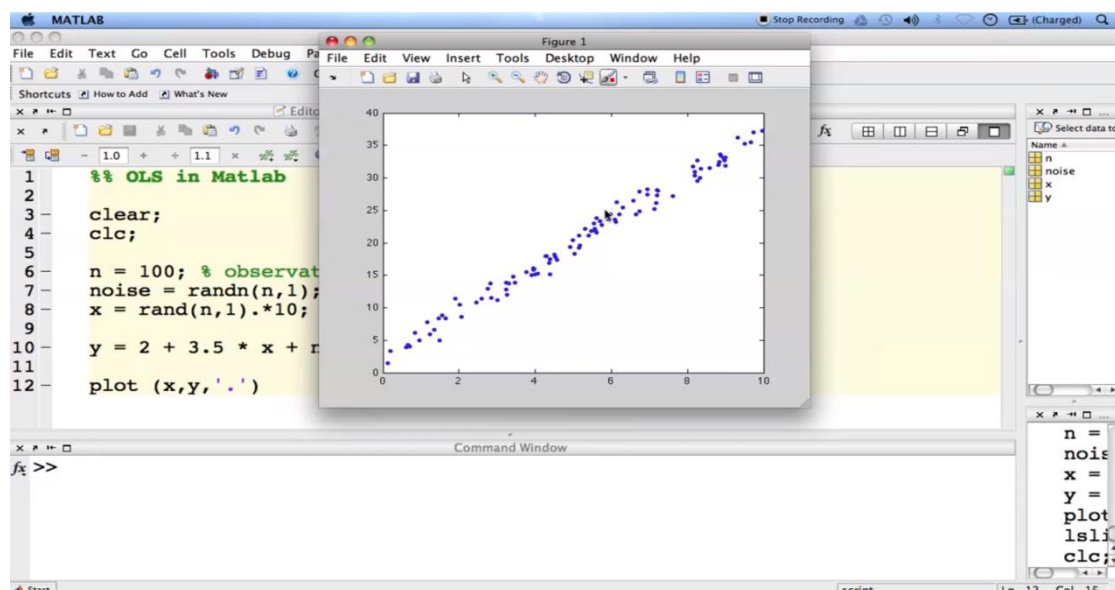 MATLAB
Stop Recording
(Charged)
File Edit Text Go Cell Tools Debug
Figure 1
File Edit View Insert Tools Desktop Window Help
Shortcuts How to Add What's New
1.0 1.1
1 %% OLS in Matlab
2
3 clear;
4 clc;
5
6 n = 100; % observat
7 noise = randn(n,1);
8 x = rand(n,1).*10;
9
10 y = 2 + 3.5 * x + n
11
12 plot (x,y,'.')
40
35
30
25
20
15
10
5
0
0 2 4 6 8 10
fx
Select data to
Name
n
noise
x
y
Command Window
fx >>
n =
nois
x =
y =
plot
lsli
clc;
Start
script
Ln 12 Col 15